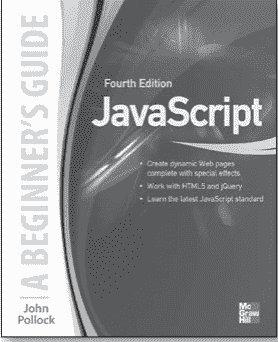 A BEGINNER'S GUIDE
Fourth Edition
JavaScript
• Create dynamic Web pages
complete with special effects
• Work with HTML5 and jQuery
• Learn the latest JavaScript standard
John
Pollock
Mc
Graw
Hill